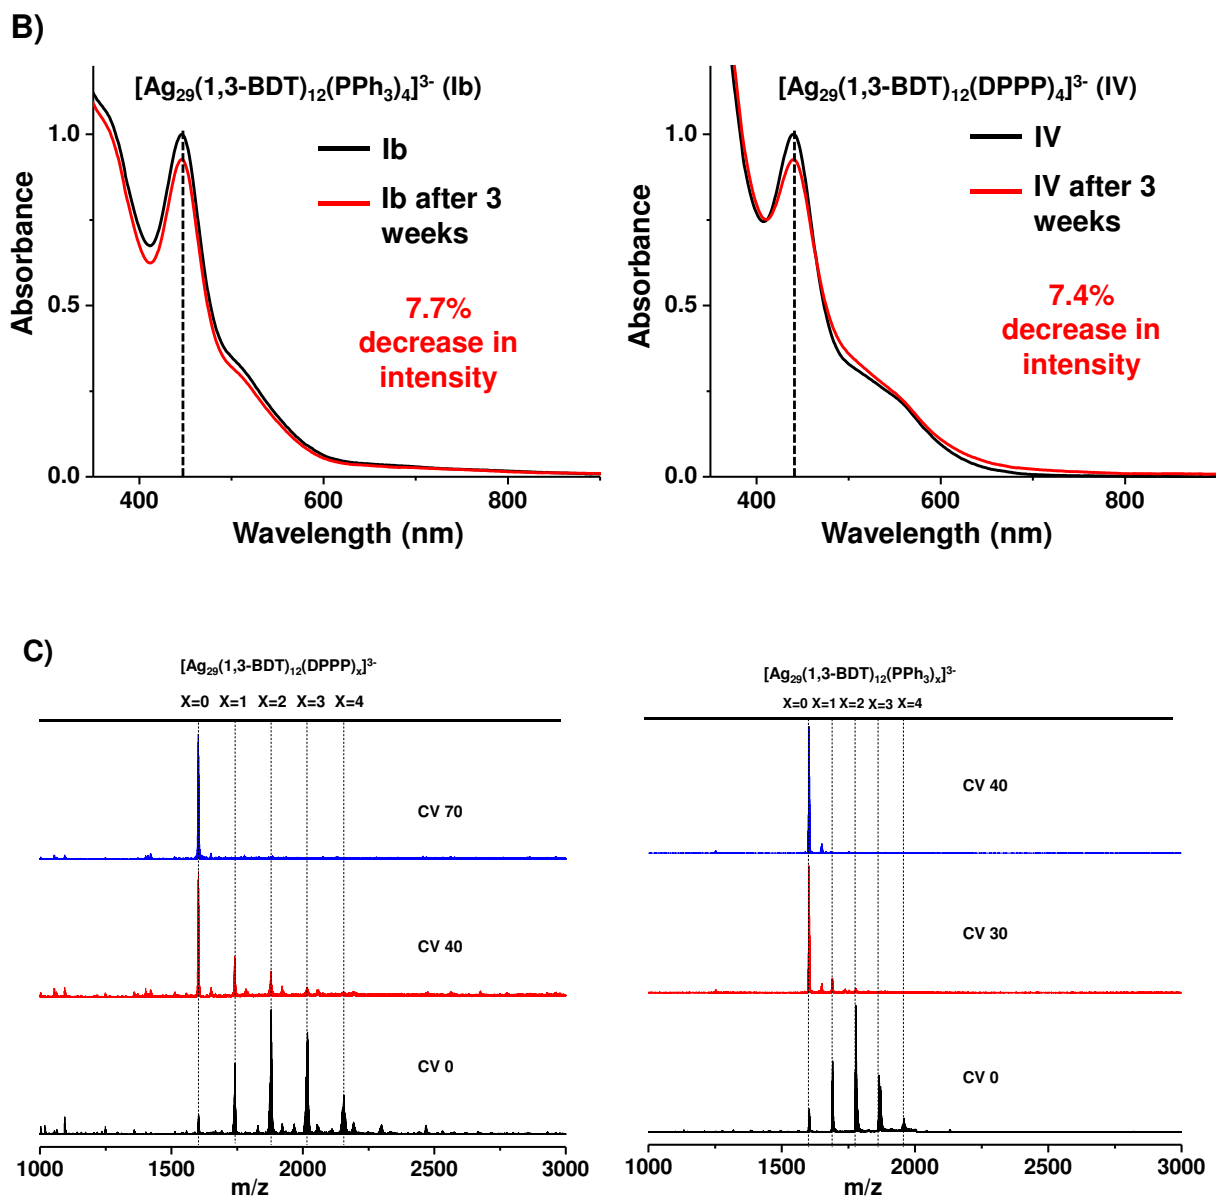 B)
[Ag₂₉(1,3-BDT)₁₂(PPh₃)₄]³⁻ (Ib)
Ib
Ib after 3
weeks
7.7%
decrease in
intensity
1.0
0.5
0.0
Absorbance
400
600
800
Wavelength (nm)
[Ag₂₉(1,3-BDT)₁₂(DPPP)₄]³⁻ (IV)
IV
IV after 3
weeks
7.4%
decrease in
intensity
1.0
0.5
0.0
Absorbance
400
600
800
Wavelength (nm)
C)
[Ag₂₉(1,3-BDT)₁₂(DPPP)ₓ]³⁻
X=0 X=1 X=2 X=3 X=4
CV 70
CV 40
CV 0
1000 1500 2000 2500 3000
m/z
[Ag₂₉(1,3-BDT)₁₂(PPh₃)ₓ]³⁻
X=0 X=1 X=2 X=3 X=4
CV 40
CV 30
CV 0
1000 1500 2000 2500 3000
m/z